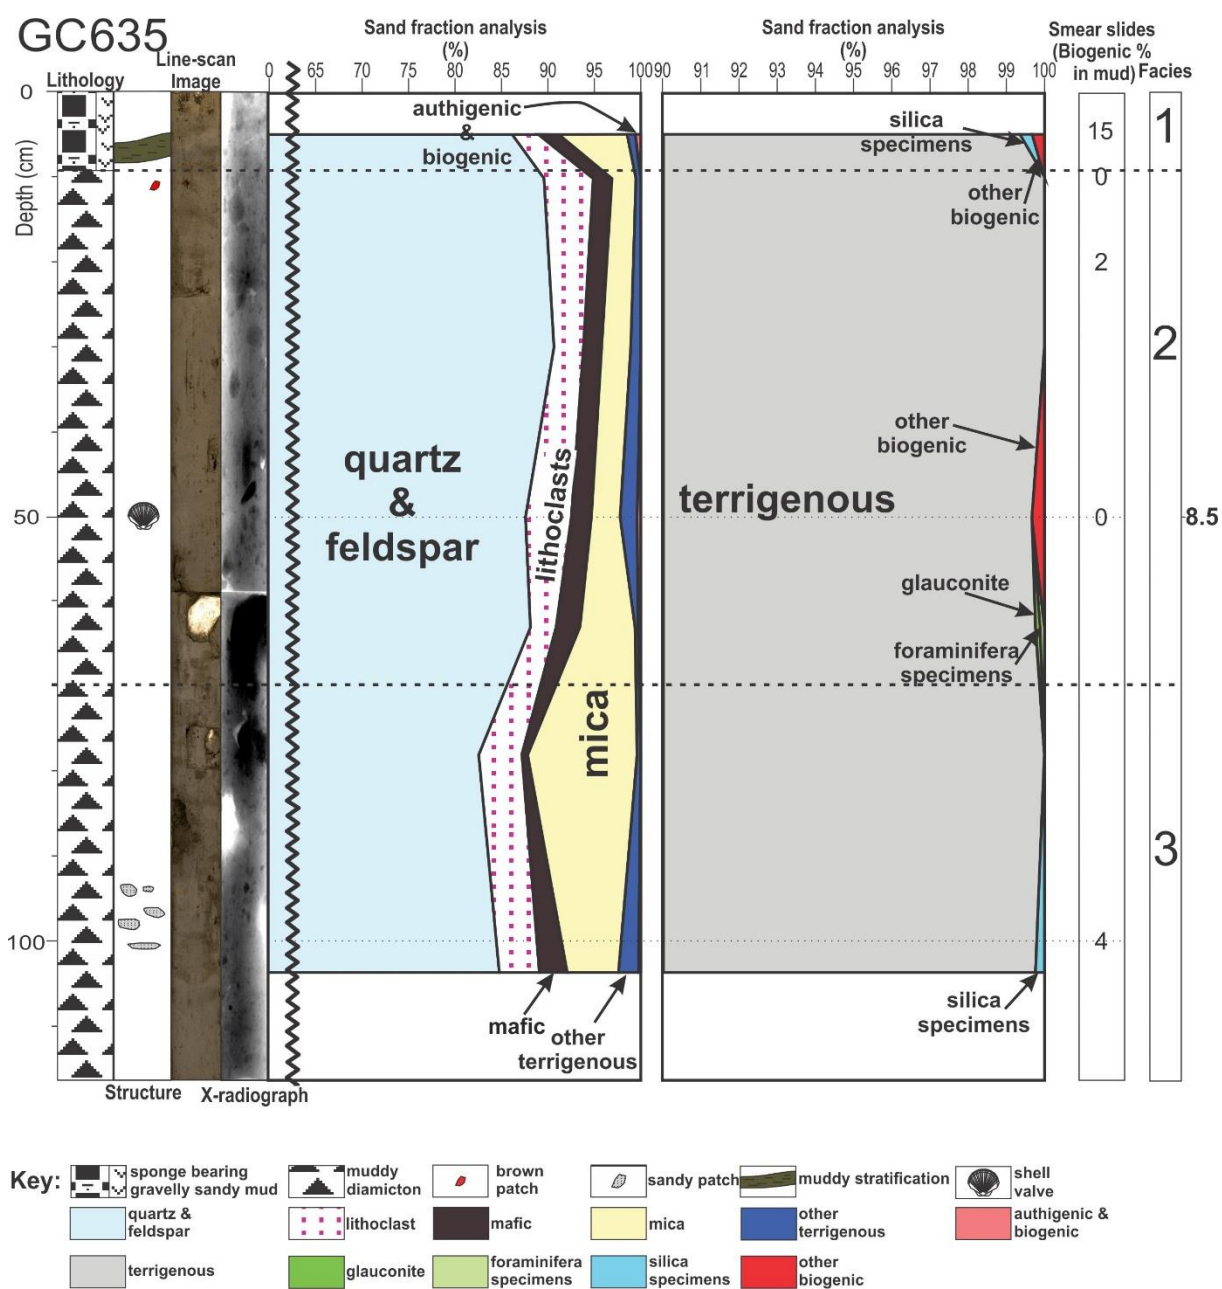 GC635
Lithology
Line-scan
Image
Sand fraction analysis
(%)
0 65 70 75 80 85 90 95 100
Sand fraction analysis
(%)
90 91 92 93 94 95 96 97 98 99 100
Smear slides
(Biogenic %
in mud)
Facies
Depth (cm)
0
50
100
authigenic
&
biogenic
quartz
&
feldspar
lithoclasts
mica
mafic
other
terrigenous
terrigenous
silica
specimens
other
biogenic
other
biogenic
glauconite
foraminifera
specimens
silica
specimens
15
0
2
0
4
1
2
8.5
3
Structure
X-radiograph
Key:
sponge bearing
gravelly sandy mud
muddy
diamicton
brown
patch
sandy patch
muddy stratification
shell
valve
quartz &
feldspar
lithoclast
mafic
mica
other
terrigenous
authigenic &
biogenic
terrigenous
glauconite
foraminifera
specimens
silica
specimens
other
biogenic